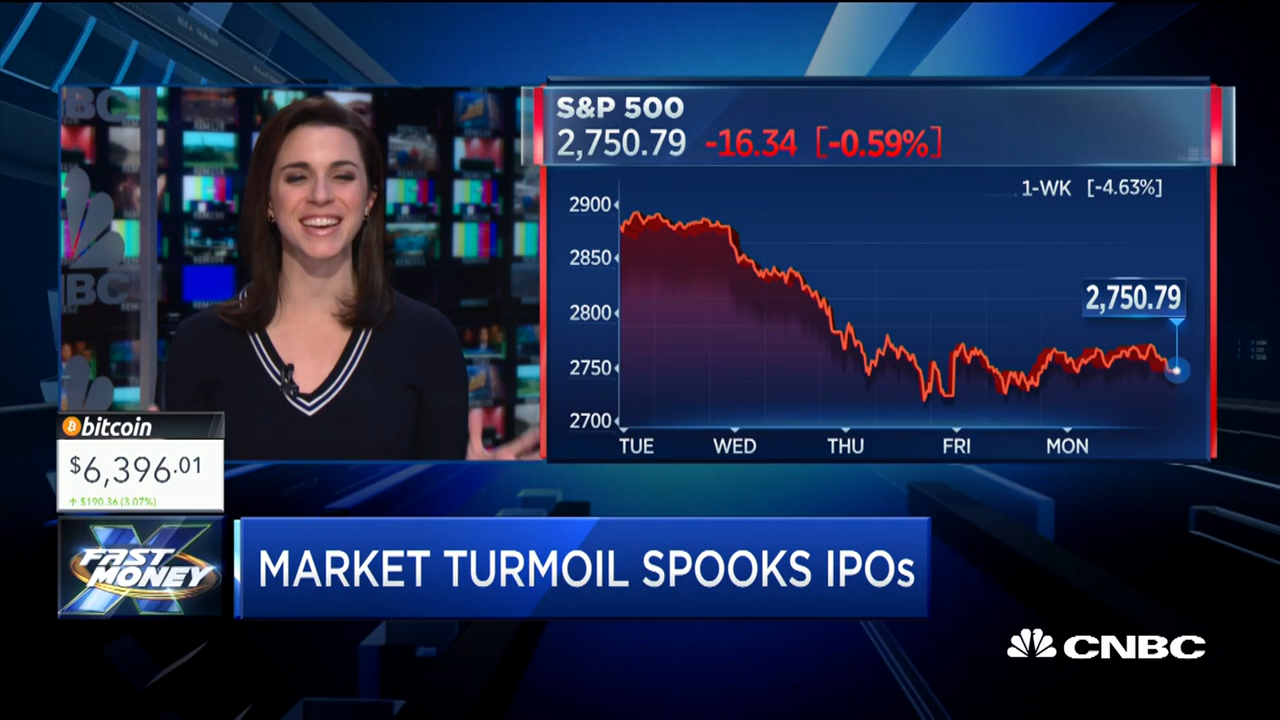 S&P 500
2,750.79 -16.34 [-0.59%]
1-WK [-4.63%]
2900
2850
2800
2750
2700
2,750.79
TUE WED THU FRI MON
BC
BC
bitcoin
$6,396.01
↑ $190.36 (3.07%)
FAST
MONEY
MARKET TURMOIL SPOOKS IPOs
CNBC